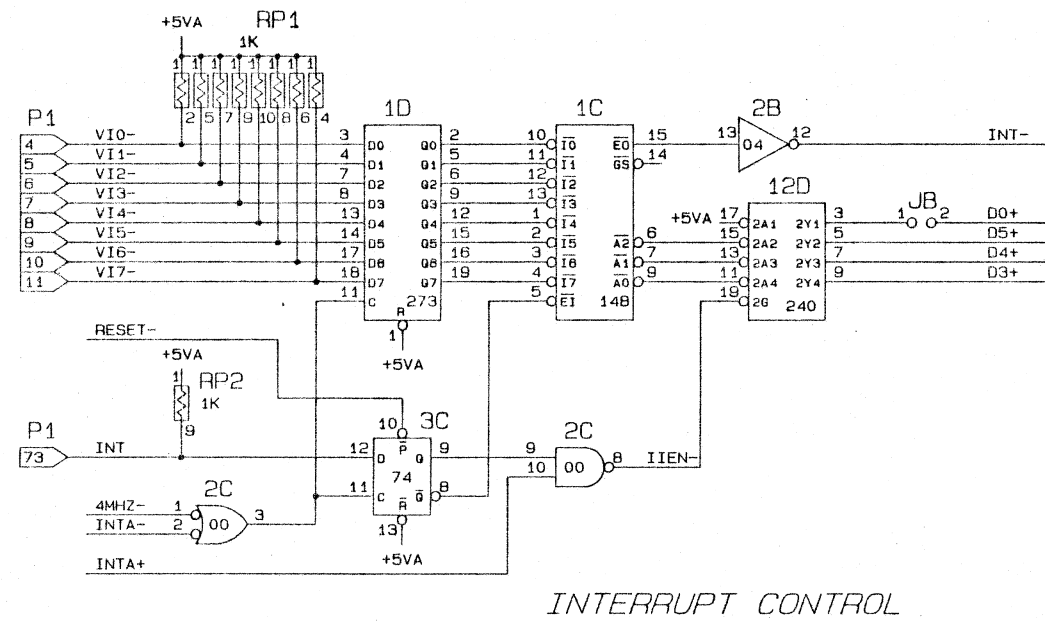 +5VA RP1
1K
1 1 1 1 1 1 1 1
2 5 7 9 10 8 6 4
P1 1D 1C 2B
4 VI0- 3 D0 Q0 2 10 I0 E0 15 13 04 12 INT-
5 VI1- 4 D1 Q1 5 11 I1 GS 14
6 VI2- 7 D2 Q2 6 12 I2 12D
7 VI3- 8 D3 Q3 9 13 I3 JB
8 VI4- 13 D4 Q4 12 1 I4 +5VA 17 2A1 2Y1 3 1 2 D0+
9 VI5- 14 D5 Q5 15 2 I5 A2 6 15 2A2 2Y2 5 D5+
10 VI6- 17 D6 Q6 16 3 I6 A1 7 13 2A3 2Y3 7 D4+
11 VI7- 18 D7 Q7 19 4 I7 A0 9 11 2A4 2Y4 9 D3+
11 C 273 5 EI 148 19 2G 240
R
1
+5VA
RESET-
+5VA
1 RP2
1K
9
10 3C
P1 P 2C
73 INT 12 D Q 9 9 00 8 IIEN-
74 10
2C 11 C Q 8
4MHZ- 1 00 3 R
INTA- 2 13
+5VA
INTA+
INTERRUPT CONTROL